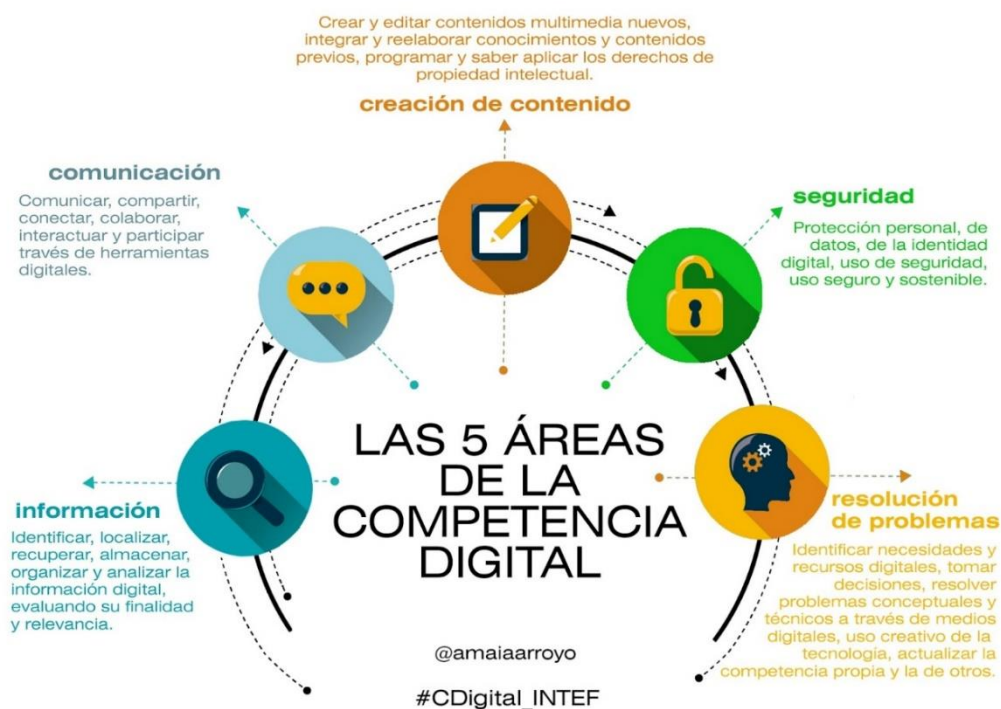 Crear y editar contenidos multimedia nuevos,
integrar y reelaborar conocimientos y contenidos
previos, programar y saber aplicar los derechos de
propiedad intelectual.
creación de contenido
comunicación
Comunicar, compartir,
conectar, colaborar,
interactuar y participar
través de herramientas
digitales.
seguridad
Protección personal, de
datos, de la identidad
digital, uso de seguridad,
uso seguro y sostenible.
información
Identificar, localizar,
recuperar, almacenar,
organizar y analizar la
información digital,
evaluando su finalidad
y relevancia.
LAS 5 ÁREAS
DE LA
COMPETENCIA
DIGITAL
resolución
de problemas
Identificar necesidades y
recursos digitales, tomar
decisiones, resolver
problemas conceptuales y
técnicos a través de medios
digitales, uso creativo de la
tecnología, actualizar la
competencia propia y la de otros.
@amaiaarroyo
#CDigital_INTEF